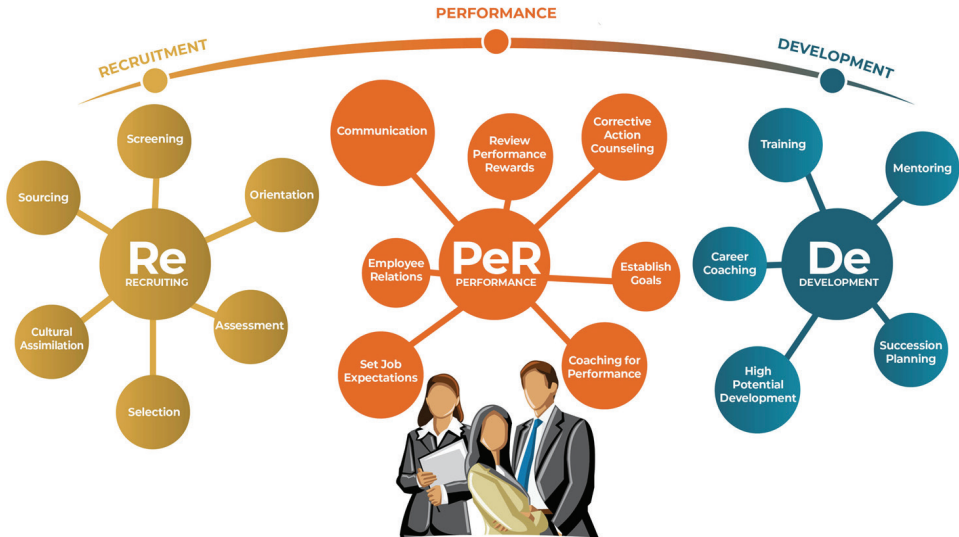 PERFORMANCE
RECRUITMENT
DEVELOPMENT
Screening
Sourcing
Orientation
Re
RECRUITING
Cultural
Assimilation
Assessment
Selection
Communication
Review
Performance
Rewards
Corrective
Action
Counseling
Employee
Relations
PeR
PERFORMANCE
Establish
Goals
Set Job
Expectations
Coaching for
Performance
Training
Mentoring
Career
Coaching
De
DEVELOPMENT
High
Potential
Development
Succession
Planning